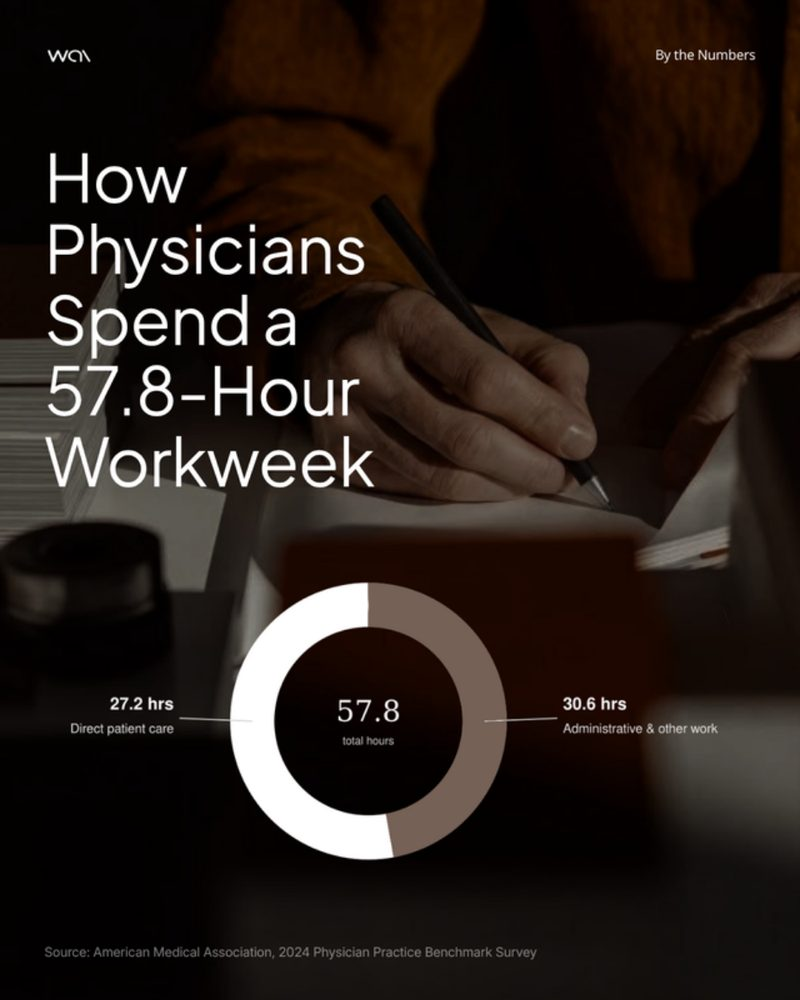 wai
By the Numbers
How
Physicians
Spend a
57.8-Hour
Workweek
27.2 hrs
Direct patient care
57.8
total hours
30.6 hrs
Administrative & other work
Source: American Medical Association, 2024 Physician Practice Benchmark Survey